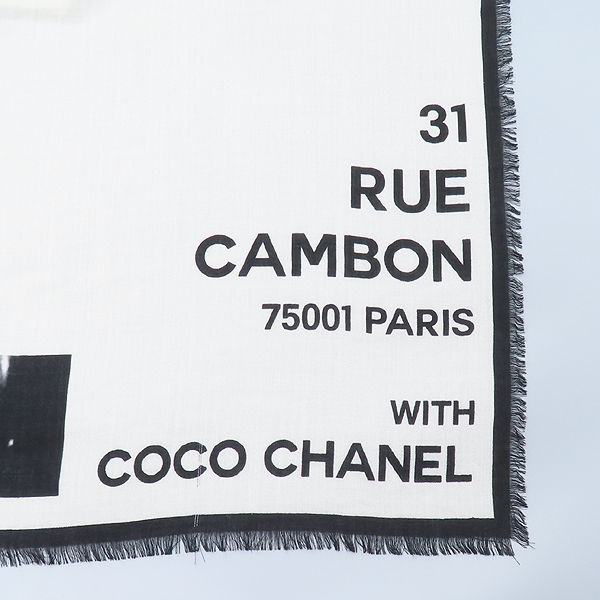 31
RUE
CAMBON
75001 PARIS
WITH
COCO CHANEL